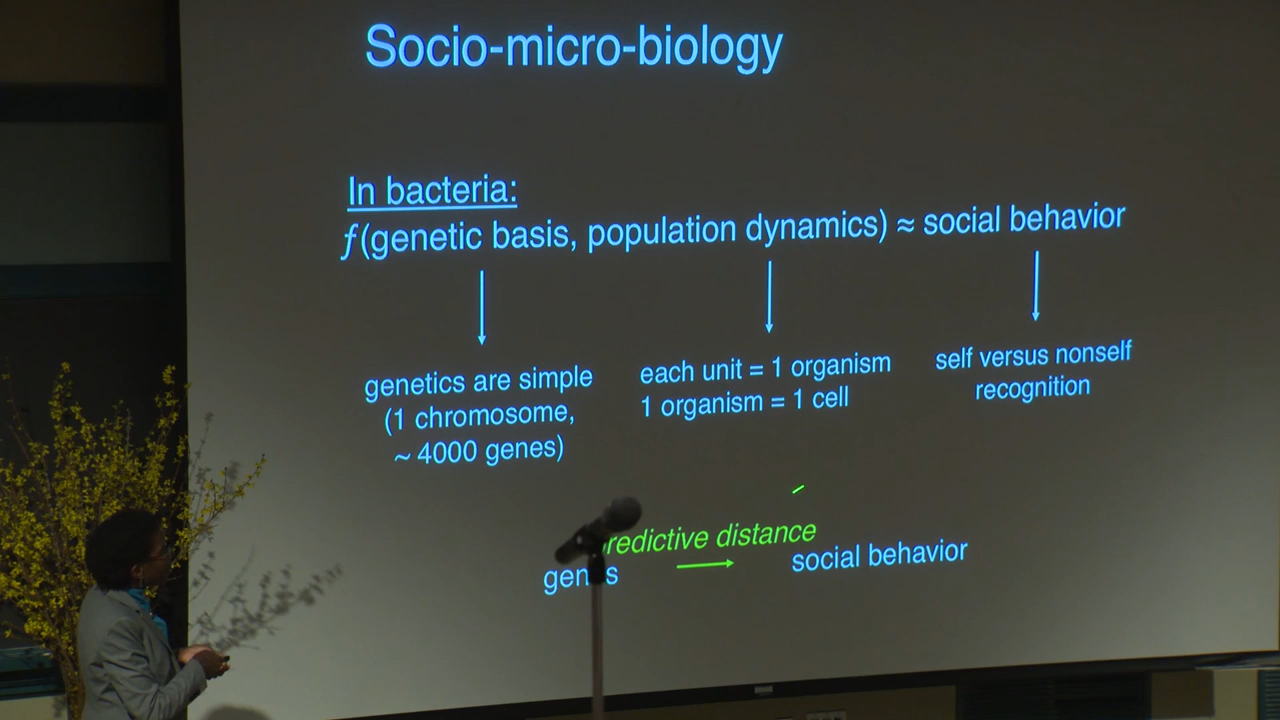 Socio-micro-biology
In bacteria:
ƒ(genetic basis, population dynamics) ≈ social behavior
genetics are simple
(1 chromosome,
~ 4000 genes)
each unit = 1 organism
1 organism = 1 cell
self versus nonself
recognition
predictive distance
genes
social behavior